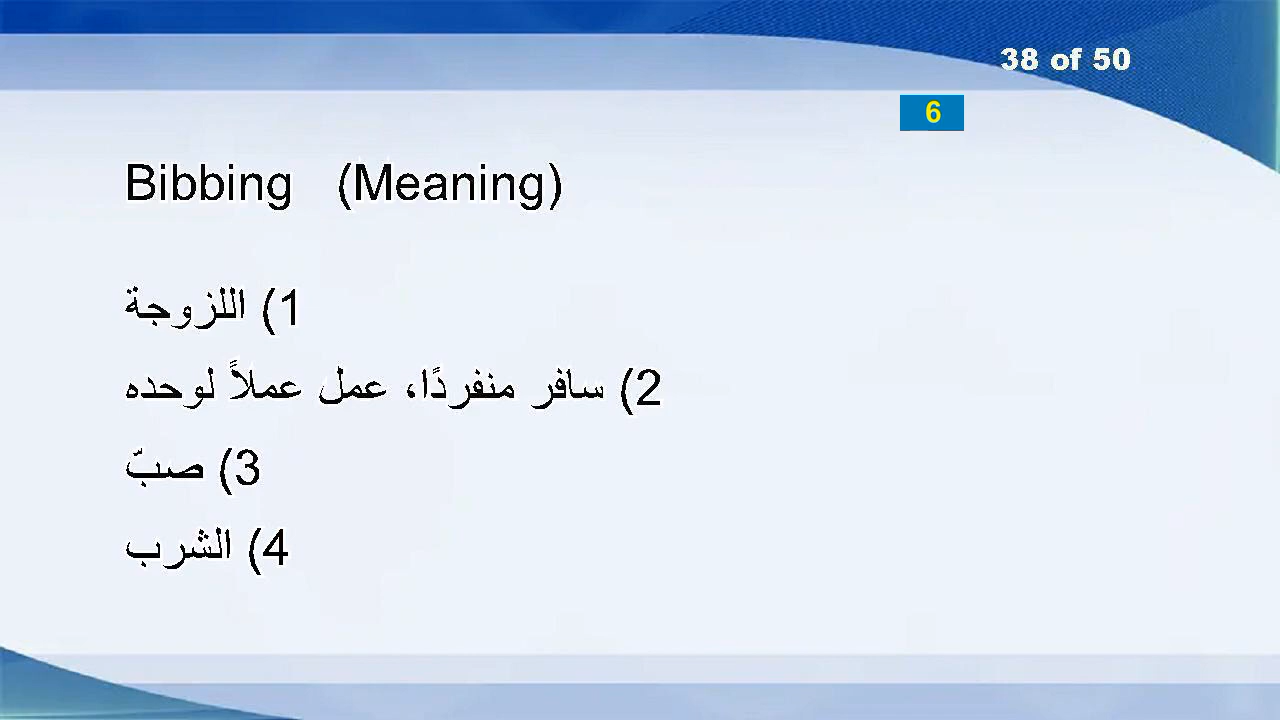 38 of 50
6
Bibbing (Meaning)
1) اللزوجة
2) سافر منفردًا، عمل عملاً لوحده
3) صبّ
4) الشرب